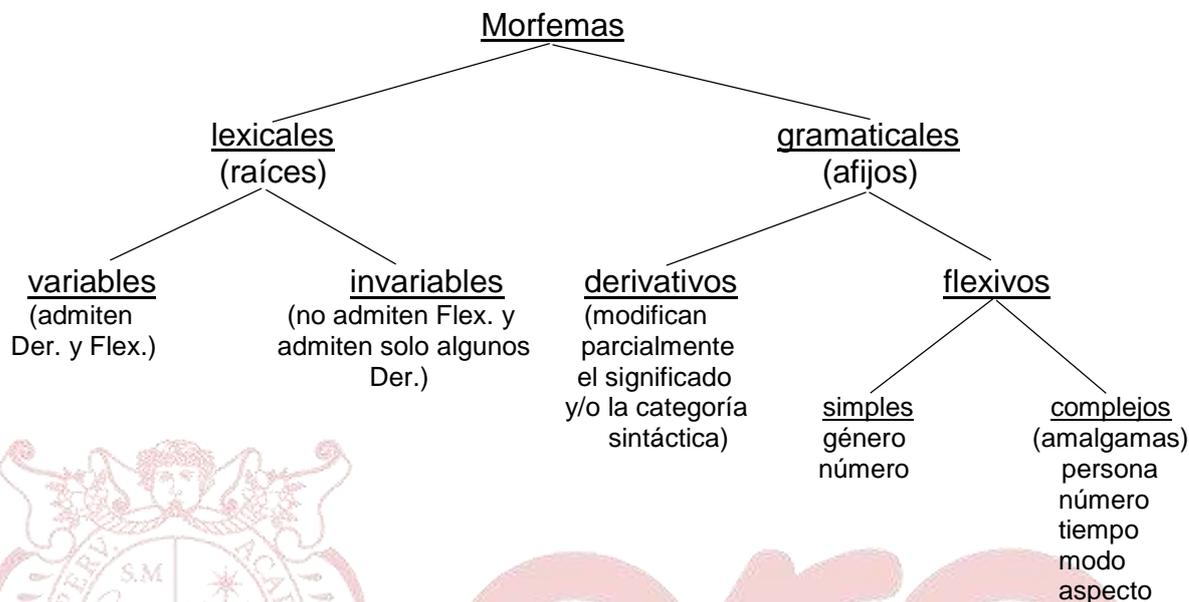 Morfemas
lexicales
(raíces)
gramaticales
(afijos)
variables
(admiten
Der. y Flex.)
invariables
(no admiten Flex. y
admiten solo algunos
Der.)
derivativos
(modifican
parcialmente
el significado
y/o la categoría
sintáctica)
flexivos
simples
género
número
complejos
(amalgamas)
persona
número
tiempo
modo
aspecto
S.M